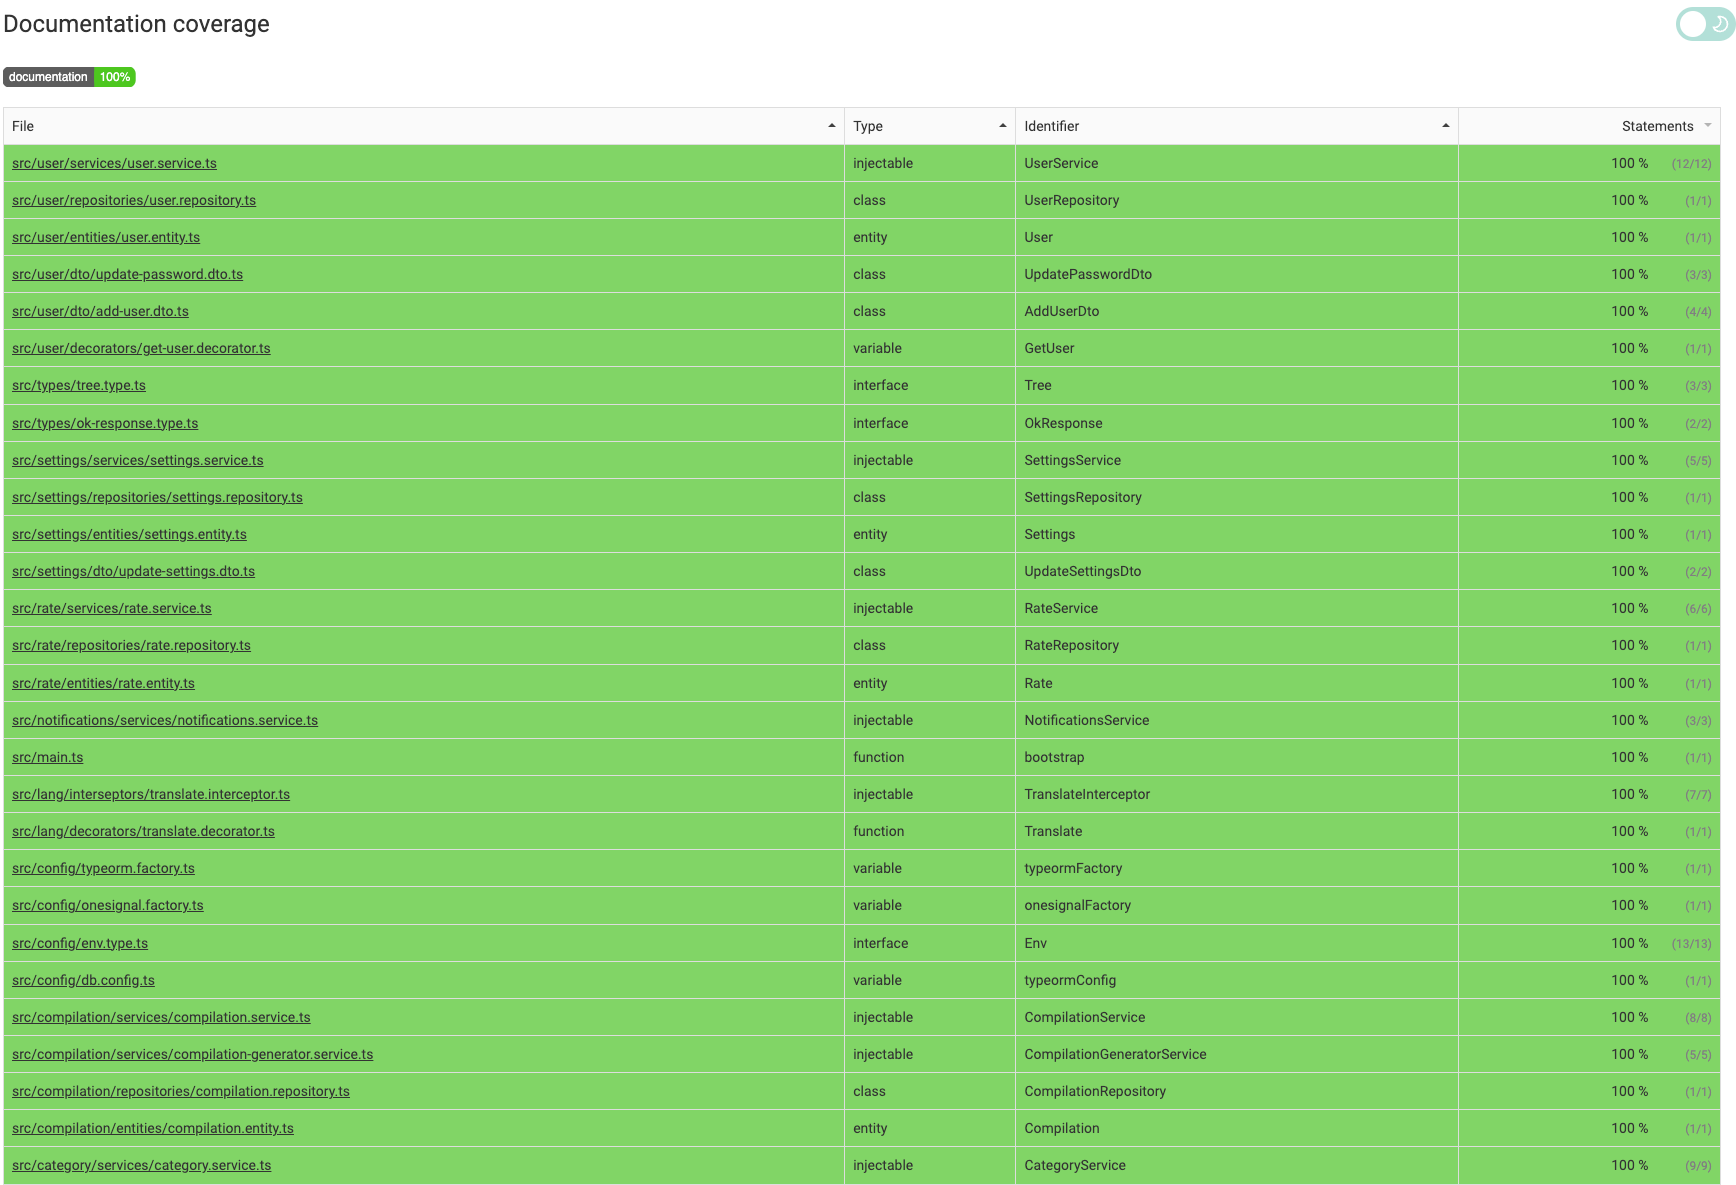 Documentation coverage
documentation 100%
File Type Identifier Statements
src/user/services/user.service.ts injectable UserService 100 % (12/12)
src/user/repositories/user.repository.ts class UserRepository 100 % (1/1)
src/user/entities/user.entity.ts entity User 100 % (1/1)
src/user/dto/update-password.dto.ts class UpdatePasswordDto 100 % (3/3)
src/user/dto/add-user.dto.ts class AddUserDto 100 % (4/4)
src/user/decorators/get-user.decorator.ts variable GetUser 100 % (1/1)
src/types/tree.type.ts interface Tree 100 % (3/3)
src/types/ok-response.type.ts interface OkResponse 100 % (2/2)
src/settings/services/settings.service.ts injectable SettingsService 100 % (5/5)
src/settings/repositories/settings.repository.ts class SettingsRepository 100 % (1/1)
src/settings/entities/settings.entity.ts entity Settings 100 % (1/1)
src/settings/dto/update-settings.dto.ts class UpdateSettingsDto 100 % (2/2)
src/rate/services/rate.service.ts injectable RateService 100 % (6/6)
src/rate/repositories/rate.repository.ts class RateRepository 100 % (1/1)
src/rate/entities/rate.entity.ts entity Rate 100 % (1/1)
src/notifications/services/notifications.service.ts injectable NotificationsService 100 % (3/3)
src/main.ts function bootstrap 100 % (1/1)
src/lang/interseptors/translate.interceptor.ts injectable TranslateInterceptor 100 % (7/7)
src/lang/decorators/translate.decorator.ts function Translate 100 % (1/1)
src/config/typeorm.factory.ts variable typeormFactory 100 % (1/1)
src/config/onesignal.factory.ts variable onesignalFactory 100 % (1/1)
src/config/env.type.ts interface Env 100 % (13/13)
src/config/db.config.ts variable typeormConfig 100 % (1/1)
src/compilation/services/compilation.service.ts injectable CompilationService 100 % (8/8)
src/compilation/services/compilation-generator.service.ts injectable CompilationGeneratorService 100 % (5/5)
src/compilation/repositories/compilation.repository.ts class CompilationRepository 100 % (1/1)
src/compilation/entities/compilation.entity.ts entity Compilation 100 % (1/1)
src/category/services/category.service.ts injectable CategoryService 100 % (9/9)